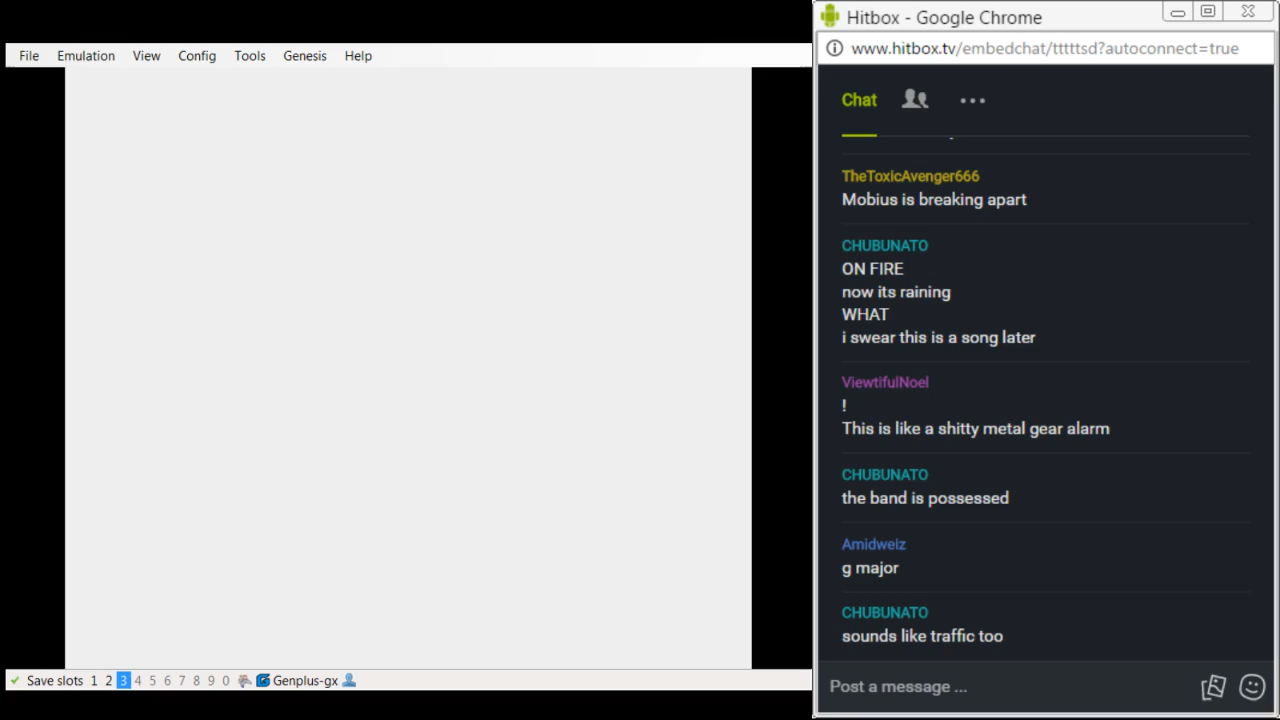 File Emulation View Config Tools Genesis Help
Save slots 1 2 3 4 5 6 7 8 9 0 Genplus-gx
Hitbox - Google Chrome
www.hitbox.tv/embedchat/tttttsd?autoconnect=true
Chat
TheToxicAvenger666
Mobius is breaking apart
CHUBUNATO
ON FIRE
now its raining
WHAT
i swear this is a song later
ViewtifulNoel
!
This is like a shitty metal gear alarm
CHUBUNATO
the band is possessed
Amidweiz
g major
CHUBUNATO
sounds like traffic too
Post a message ...